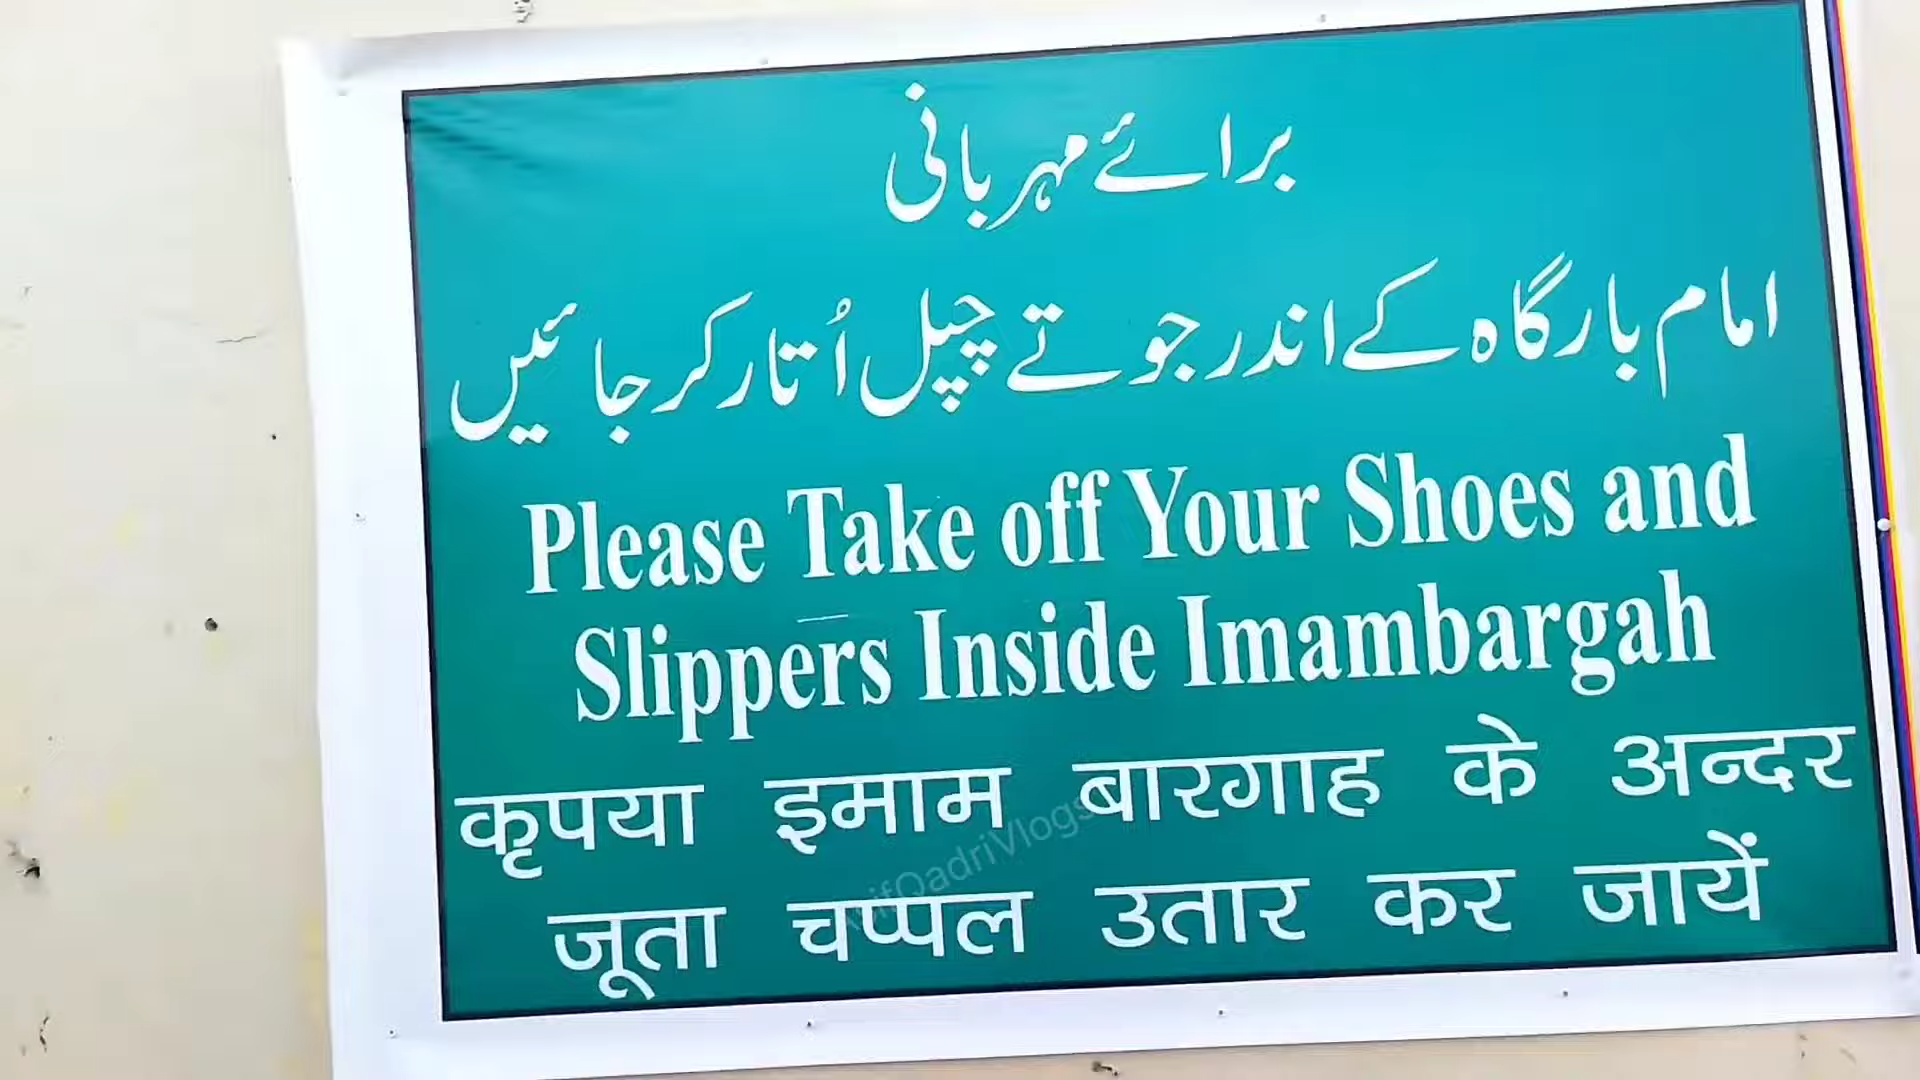 برائے مہربانی
امام بارگاہ کے اندر جوتے چپل اُتار کر جائیں
Please Take off Your Shoes and
Slippers Inside Imambargah
कृपया इमाम बारगाह के अन्दर
जूता चप्पल उतार कर जायें